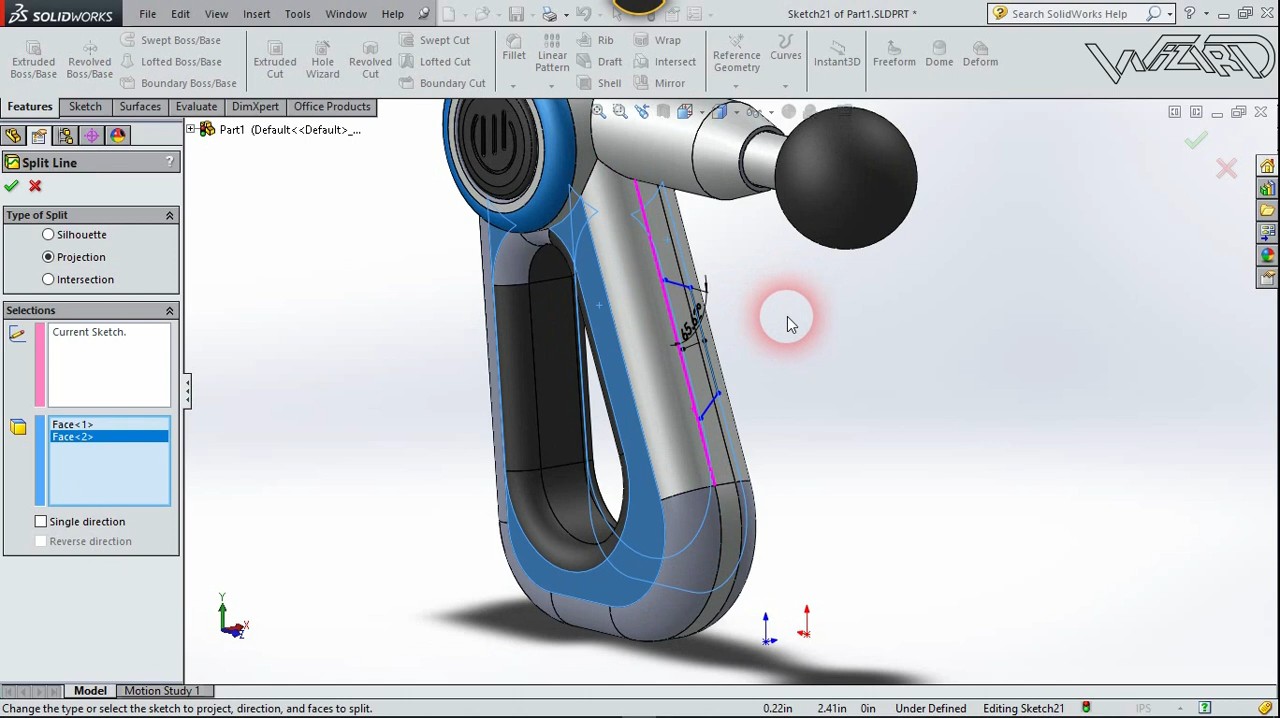 SOLIDWORKS File Edit View Insert Tools Window Help Sketch21 of Part1.SLDPRT * Search SolidWorks Help
Extruded Boss/Base
Revolved Boss/Base
Swept Boss/Base
Lofted Boss/Base
Boundary Boss/Base
Extruded Cut
Hole Wizard
Revolved Cut
Swept Cut
Lofted Cut
Boundary Cut
Fillet
Linear Pattern
Rib
Draft
Shell
Wrap
Intersect
Mirror
Reference Geometry
Curves
Instant3D
Freeform
Dome
Deform
WIZARD
Features Sketch Surfaces Evaluate DimXpert Office Products
Part1 (Default<<Default>_...
Split Line ?
Type of Split
Silhouette
Projection
Intersection
Selections
Current Sketch.
Face<1>
Face<2>
Single direction
Reverse direction
65.67°
Y
X
Z
Model Motion Study 1
Change the type or select the sketch to project, direction, and faces to split. 0.22in 2.41in 0in Under Defined Editing Sketch21 IPS